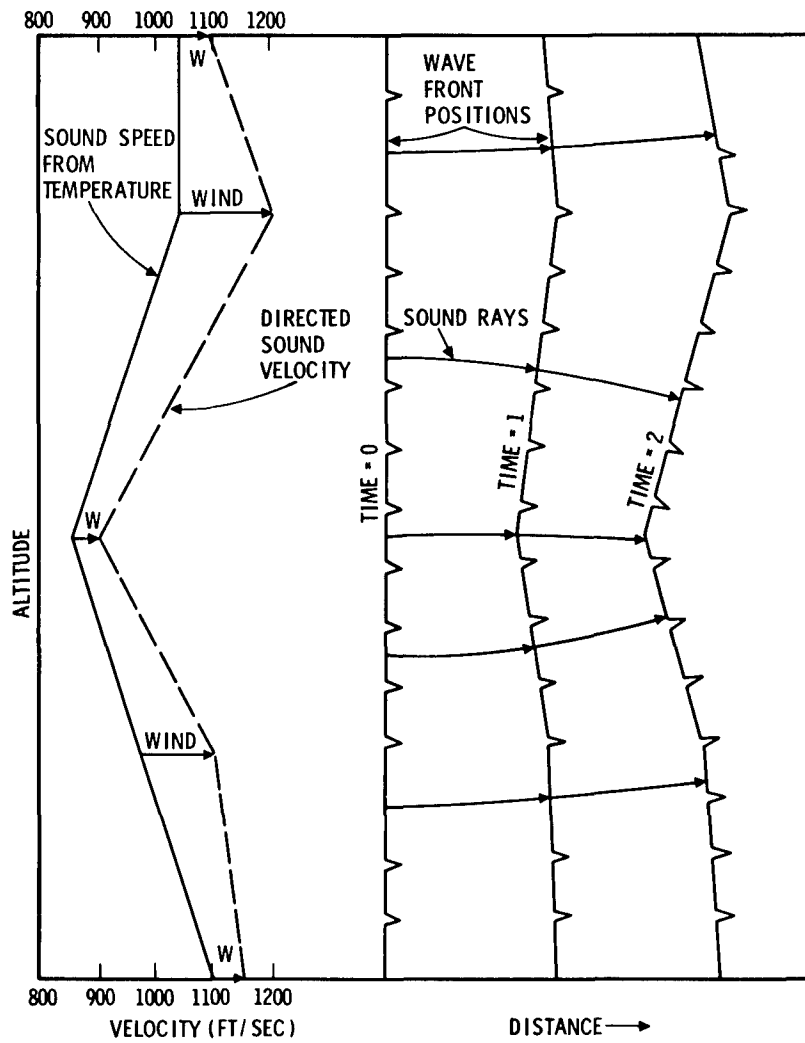 800 900 1000 1100 1200
W
WAVE
FRONT
POSITIONS
SOUND SPEED
FROM
TEMPERATURE
WIND
DIRECTED
SOUND
VELOCITY
SOUND RAYS
TIME = 0
TIME = 1
TIME = 2
W
ALTITUDE
WIND
W
800 900 1000 1100 1200
VELOCITY (FT/SEC)
DISTANCE